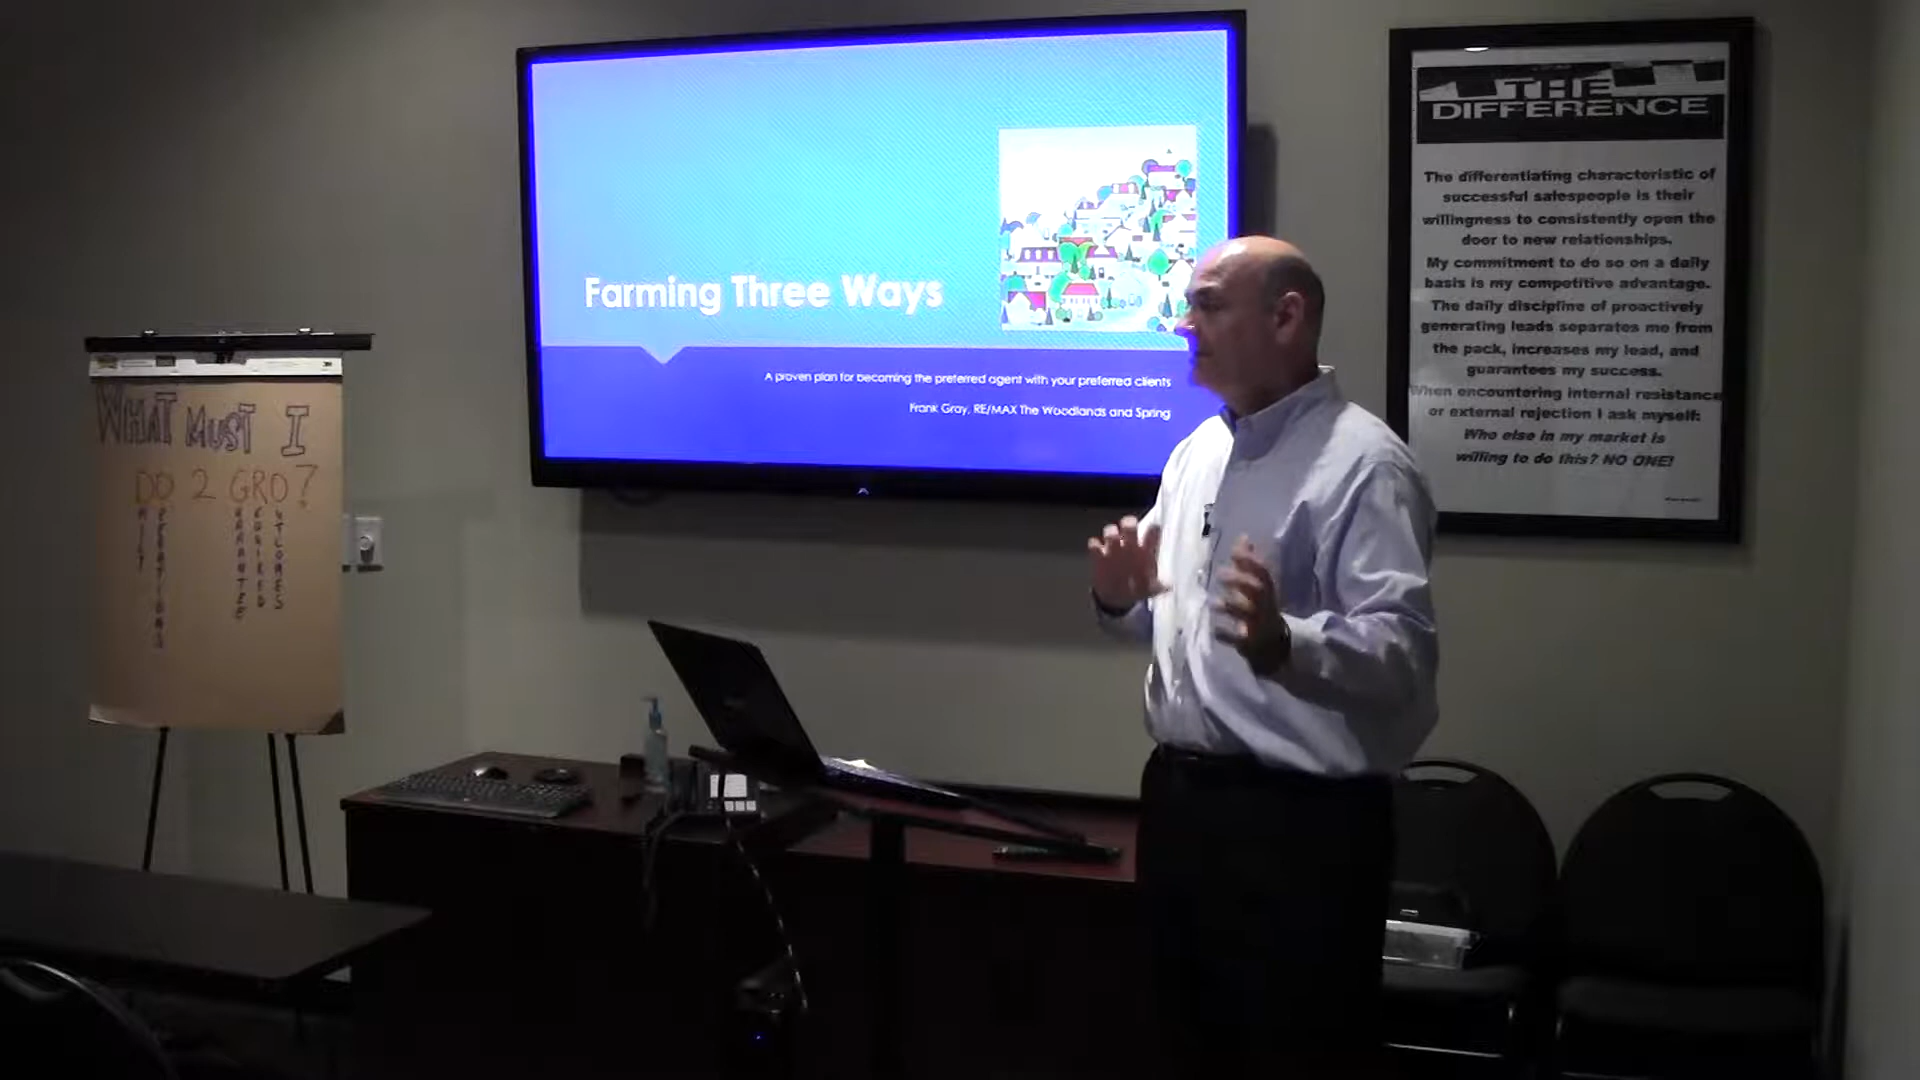 WHAT MUST I
DO 2 GRO?
Farming Three Ways
A proven plan for becoming the preferred agent with your preferred clients
Frank Gray, RE/MAX The Woodlands and Spring
THE
DIFFERENCE
The differentiating characteristic of
successful salespeople is their
willingness to consistently open the
door to new relationships.
My commitment to do so on a daily
basis is my competitive advantage.
The daily discipline of proactively
generating leads separates me from
the pack, increases my lead, and
guarantees my success.
When encountering internal resistance
or external rejection I ask myself:
Who else in my market is
willing to do this? NO ONE!